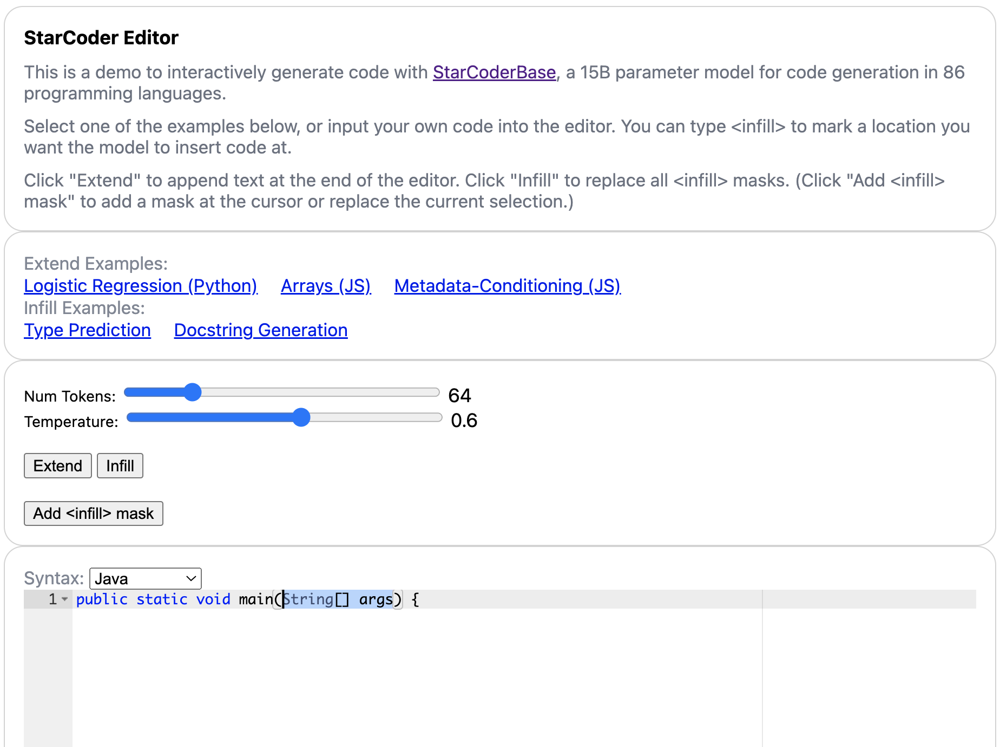 StarCoder Editor
This is a demo to interactively generate code with StarCoderBase, a 15B parameter model for code generation in 86
programming languages.
Select one of the examples below, or input your own code into the editor. You can type <infill> to mark a location you
want the model to insert code at.
Click "Extend" to append text at the end of the editor. Click "Infill" to replace all <infill> masks. (Click "Add <infill>
mask" to add a mask at the cursor or replace the current selection.)
Extend Examples:
Logistic Regression (Python) Arrays (JS) Metadata-Conditioning (JS)
Infill Examples:
Type Prediction Docstring Generation
Num Tokens: 64
Temperature: 0.6
Extend Infill
Add <infill> mask
Syntax: Java
1 public static void main(String[] args) {